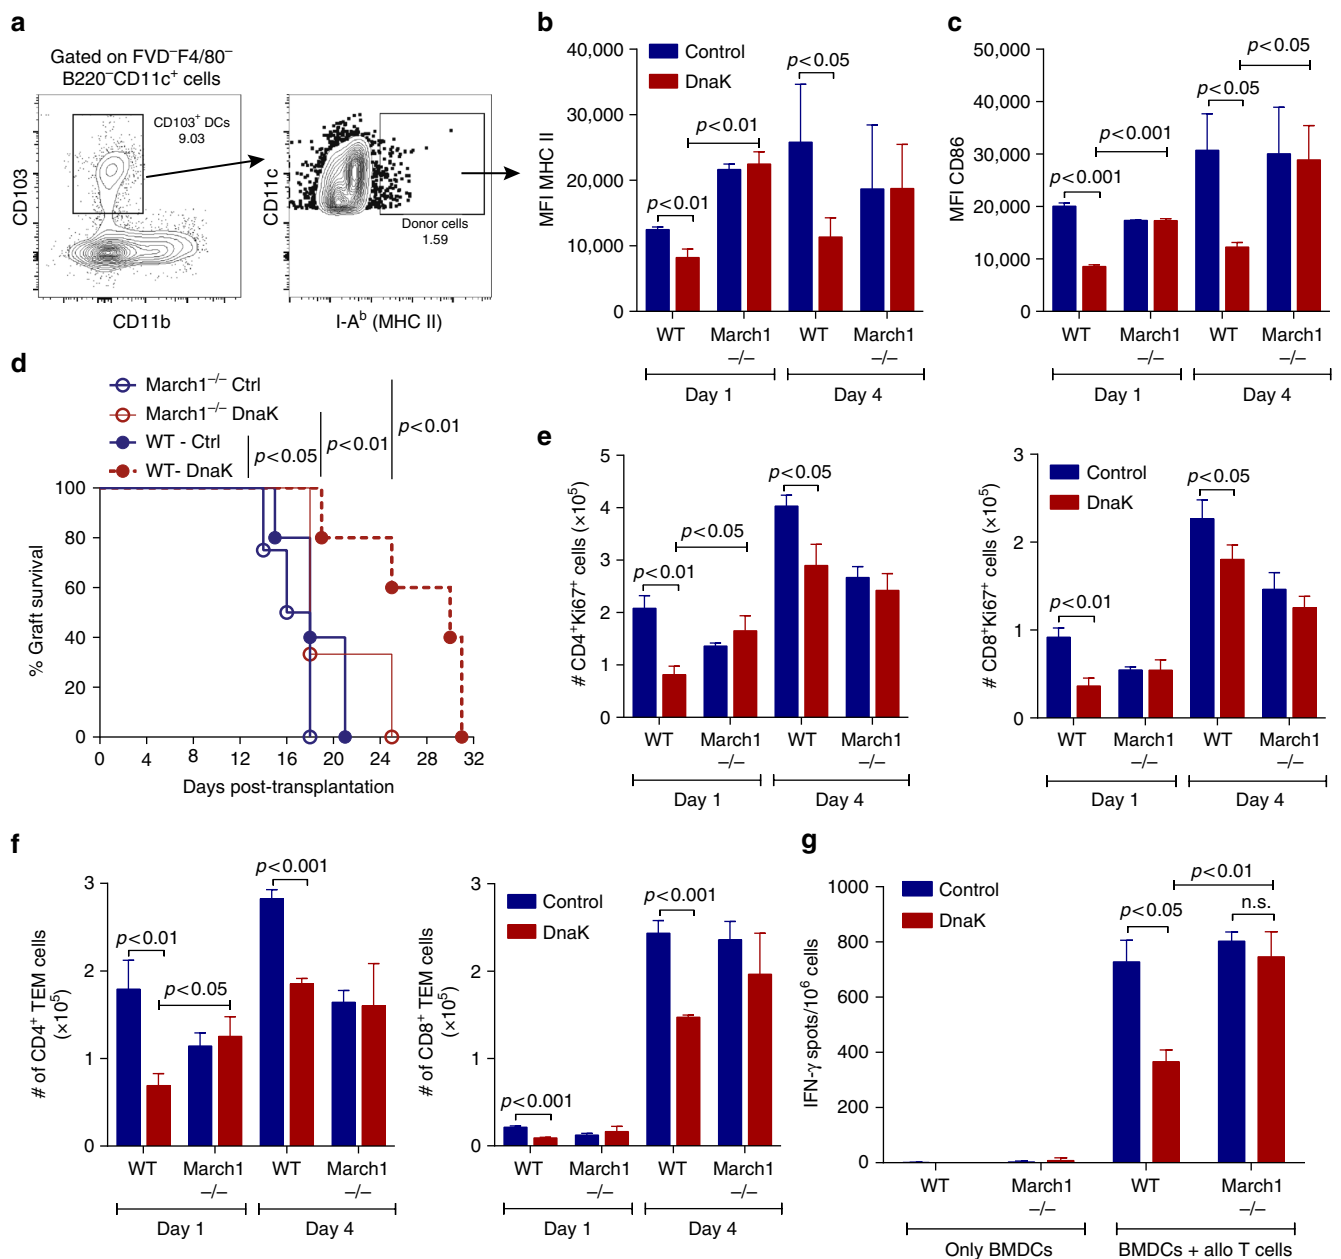 a
Gated on FVD⁻F4/80⁻
B220⁻CD11c⁺ cells
CD103⁺ DCs
9.03
CD103
CD11b
CD11c
Donor cells
1.59
I-Aᵇ (MHC II)
b
40,000
30,000
20,000
10,000
0
MFI MHC II
Control
DnaK
p<0.01
p<0.01
p<0.05
WT
March1
−/−
WT
March1
−/−
Day 1
Day 4
c
50,000
40,000
30,000
20,000
10,000
0
MFI CD86
p<0.001
p<0.001
p<0.05
p<0.05
WT
March1
−/−
WT
March1
−/−
Day 1
Day 4
d
March1⁻/⁻ Ctrl
March1⁻/⁻ DnaK
WT - Ctrl
WT- DnaK
p<0.05
p<0.01
p<0.01
100
80
60
40
20
0
% Graft survival
0 4 8 12 16 20 24 28 32
Days post-transplantation
e
5
4
3
2
1
0
# CD4⁺Ki67⁺ cells (×10⁵)
p<0.01
p<0.05
p<0.05
WT
March1
−/−
WT
March1
−/−
Day 1
Day 4
3
2
1
0
# CD8⁺Ki67⁺ cells (×10⁵)
Control
DnaK
p<0.01
p<0.05
WT
March1
−/−
WT
March1
−/−
Day 1
Day 4
f
3
2
1
0
# of CD4⁺ TEM cells
(×10⁵)
p<0.01
p<0.05
p<0.001
WT
March1
−/−
WT
March1
−/−
Day 1
Day 4
3
2
1
0
# of CD8⁺ TEM cells
(×10⁵)
Control
DnaK
p<0.001
p<0.001
WT
March1
−/−
WT
March1
−/−
Day 1
Day 4
g
1000
800
600
400
200
0
IFN-γ spots/10⁶ cells
Control
DnaK
p<0.05
p<0.01
n.s.
WT
March1
−/−
WT
March1
−/−
Only BMDCs
BMDCs + allo T cells